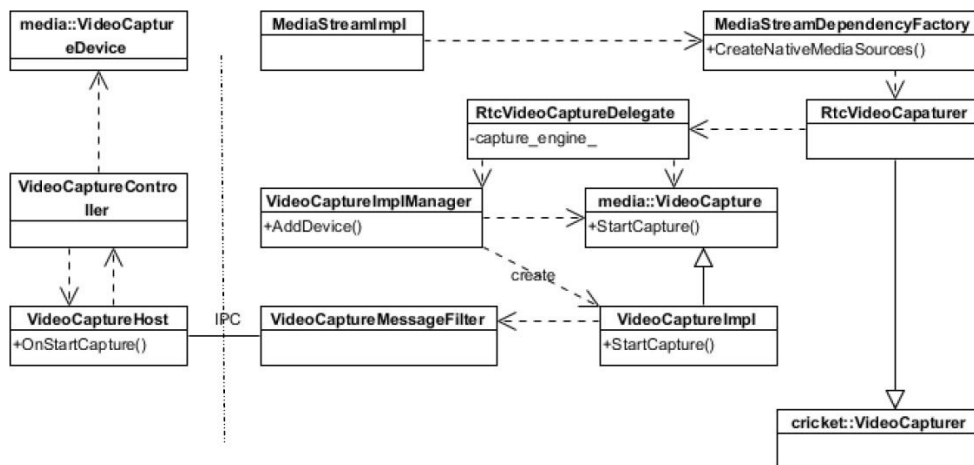 media::VideoCaptur
eDevice
MediaStreamImpl
MediaStreamDependencyFactory
+CreateNativeMediaSources()
RtcVideoCaptureDelegate
-capture_engine_
RtcVideoCapaturer
VideoCaptureContro
ller
VideoCaptureImplManager
+AddDevice()
media::VideoCapture
+StartCapture()
create
VideoCaptureHost
+OnStartCapture()
IPC
VideoCaptureMessageFilter
VideoCaptureImpl
+StartCapture()
cricket::VideoCapturer